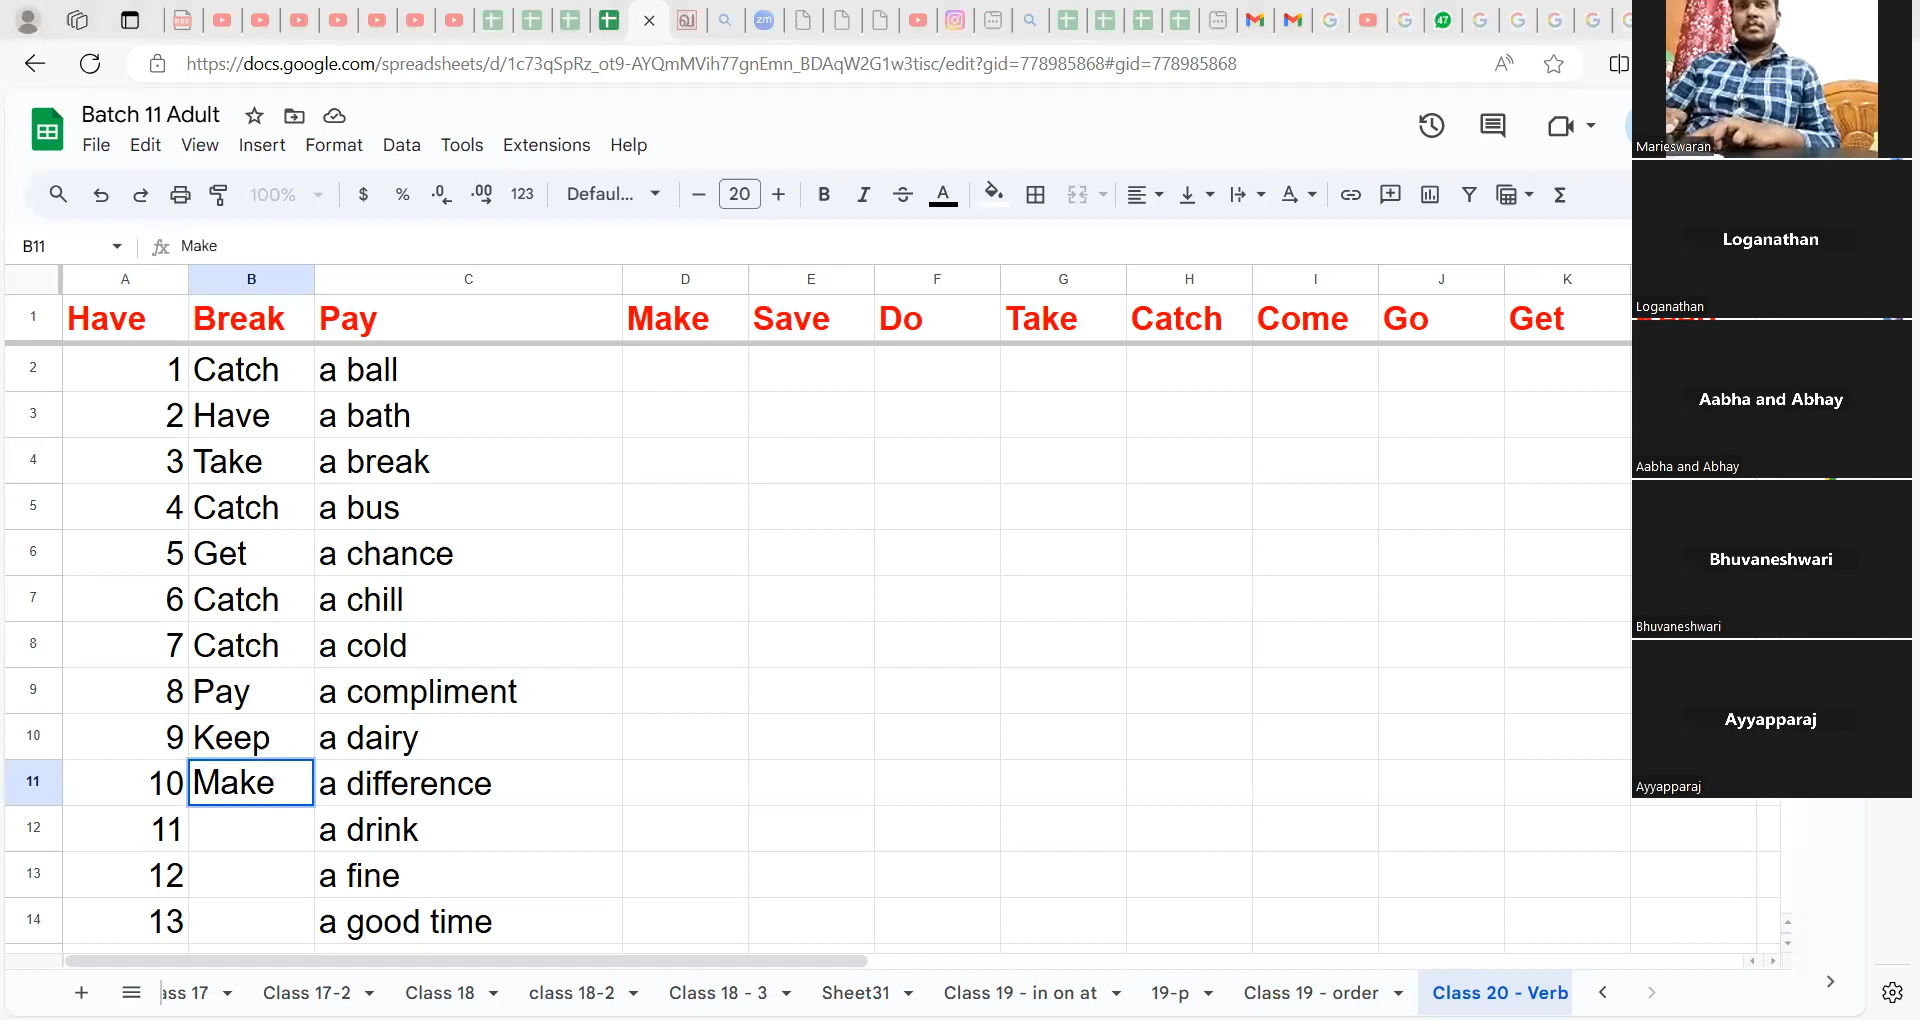 https://docs.google.com/spreadsheets/d/1c73qSpRz_ot9-AYQmMVih77gnEmn_BDAqW2G1w3tisc/edit?gid=778985868#gid=778985868
Batch 11 Adult
File Edit View Insert Format Data Tools Extensions Help
100% $ % .0 .00 123 Defaul... 20 B I A
B11 fx Make
A B C D E F G H I J K
1 Have Break Pay Make Save Do Take Catch Come Go Get
2 1 Catch a ball
3 2 Have a bath
4 3 Take a break
5 4 Catch a bus
6 5 Get a chance
7 6 Catch a chill
8 7 Catch a cold
9 8 Pay a compliment
10 9 Keep a dairy
11 10 Make a difference
12 11 a drink
13 12 a fine
14 13 a good time
ass 17 Class 17-2 Class 18 class 18-2 Class 18 - 3 Sheet31 Class 19 - in on at 19-p Class 19 - order Class 20 - Verb
Marieswaran
Loganathan
Loganathan
Aabha and Abhay
Aabha and Abhay
Bhuvaneshwari
Bhuvaneshwari
Ayyapparaj
Ayyapparaj